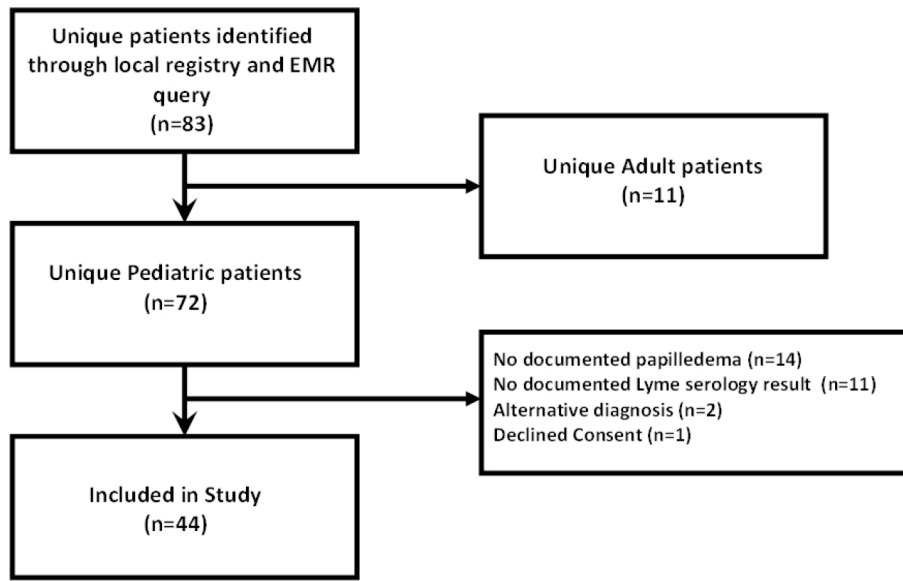 Unique patients identified
through local registry and EMR
query
(n=83)
Unique Adult patients
(n=11)
Unique Pediatric patients
(n=72)
No documented papilledema (n=14)
No documented Lyme serology result (n=11)
Alternative diagnosis (n=2)
Declined Consent (n=1)
Included in Study
(n=44)